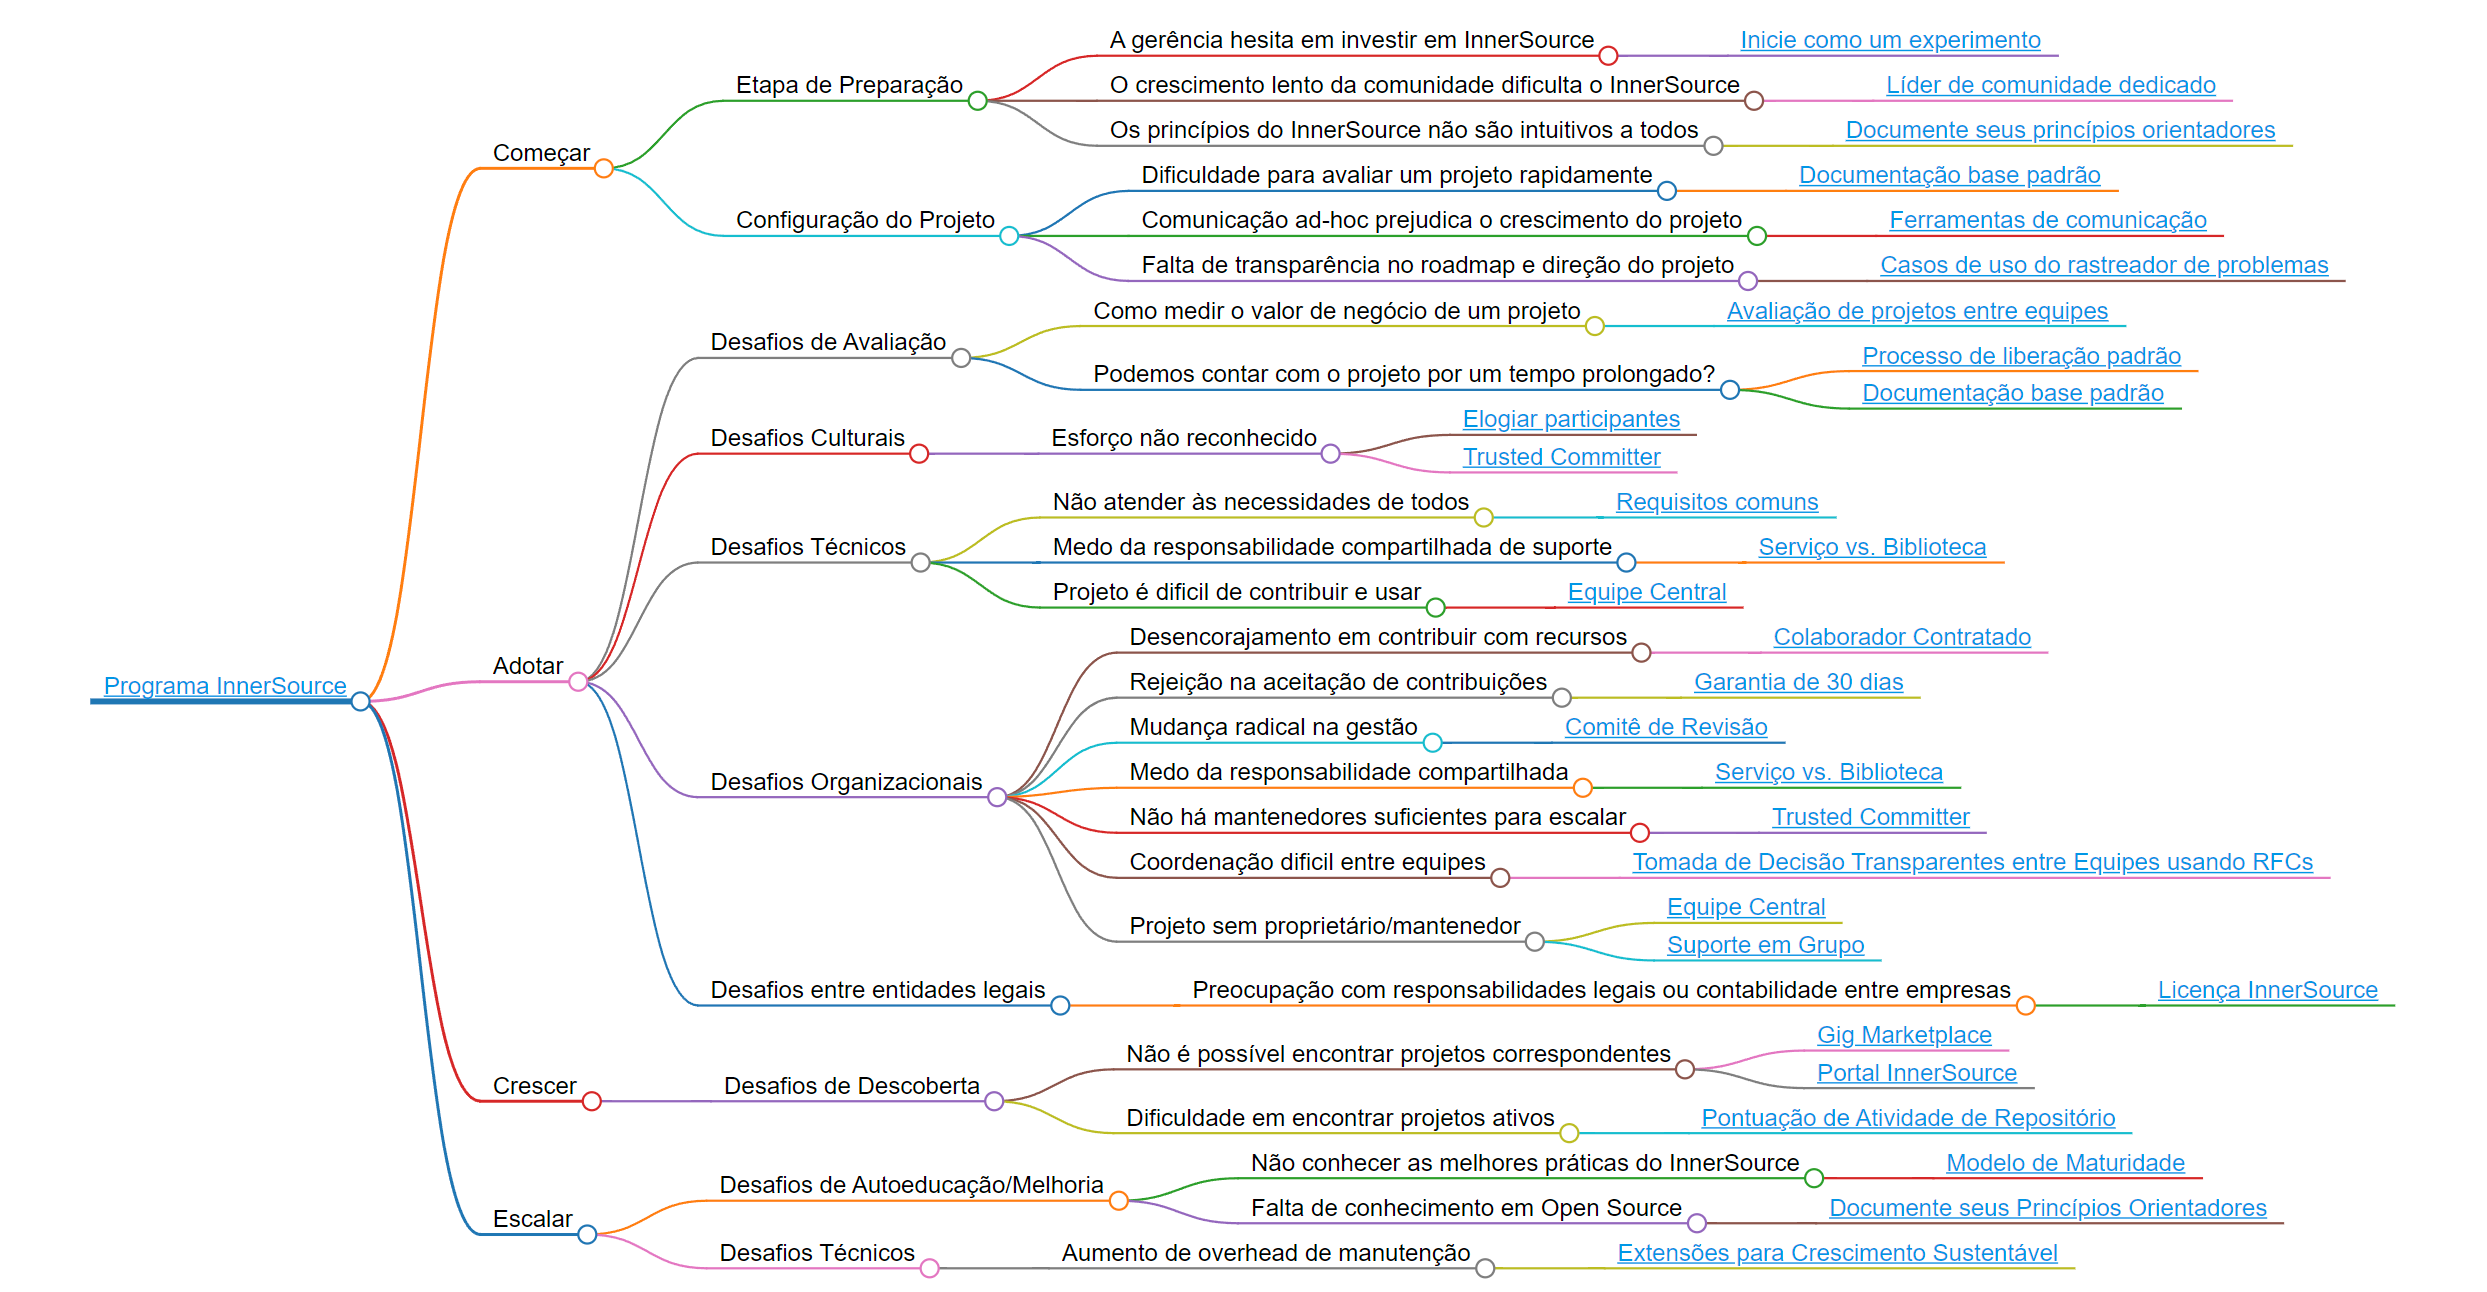 Programa InnerSource
Começar
Etapa de Preparação
A gerência hesita em investir em InnerSource
Inicie como um experimento
O crescimento lento da comunidade dificulta o InnerSource
Líder de comunidade dedicado
Os princípios do InnerSource não são intuitivos a todos
Documente seus princípios orientadores
Configuração do Projeto
Dificuldade para avaliar um projeto rapidamente
Documentação base padrão
Comunicação ad-hoc prejudica o crescimento do projeto
Ferramentas de comunicação
Falta de transparência no roadmap e direção do projeto
Casos de uso do rastreador de problemas
Adotar
Desafios de Avaliação
Como medir o valor de negócio de um projeto
Avaliação de projetos entre equipes
Podemos contar com o projeto por um tempo prolongado?
Processo de liberação padrão
Documentação base padrão
Desafios Culturais
Esforço não reconhecido
Elogiar participantes
Trusted Committer
Desafios Técnicos
Não atender às necessidades de todos
Requisitos comuns
Medo da responsabilidade compartilhada de suporte
Serviço vs. Biblioteca
Projeto é dificil de contribuir e usar
Equipe Central
Desafios Organizacionais
Desencorajamento em contribuir com recursos
Colaborador Contratado
Rejeição na aceitação de contribuições
Garantia de 30 dias
Mudança radical na gestão
Comitê de Revisão
Medo da responsabilidade compartilhada
Serviço vs. Biblioteca
Não há mantenedores suficientes para escalar
Trusted Committer
Coordenação dificil entre equipes
Tomada de Decisão Transparentes entre Equipes usando RFCs
Projeto sem proprietário/mantenedor
Equipe Central
Suporte em Grupo
Desafios entre entidades legais
Preocupação com responsabilidades legais ou contabilidade entre empresas
Licença InnerSource
Crescer
Desafios de Descoberta
Não é possível encontrar projetos correspondentes
Gig Marketplace
Portal InnerSource
Dificuldade em encontrar projetos ativos
Pontuação de Atividade de Repositório
Escalar
Desafios de Autoeducação/Melhoria
Não conhecer as melhores práticas do InnerSource
Modelo de Maturidade
Falta de conhecimento em Open Source
Documente seus Princípios Orientadores
Desafios Técnicos
Aumento de overhead de manutenção
Extensões para Crescimento Sustentável